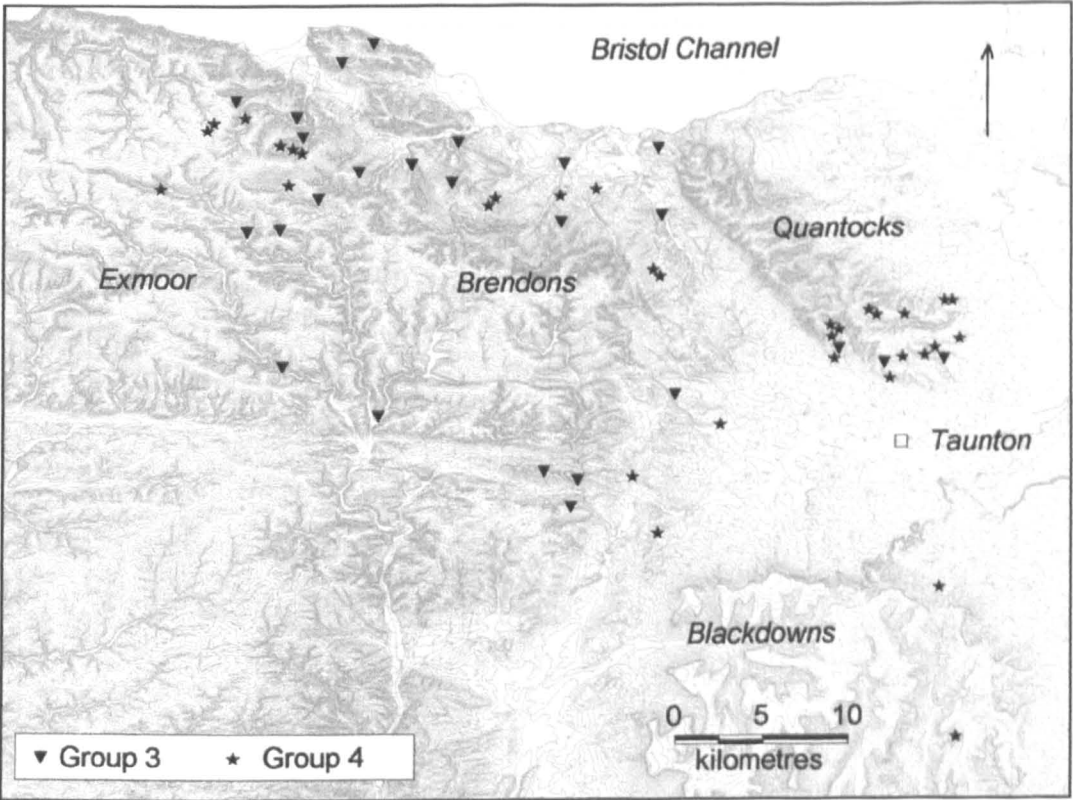 Bristol Channel
Quantocks
Exmoor
Brendons
Taunton
Blackdowns
0 5 10
kilometres
Group 3
Group 4